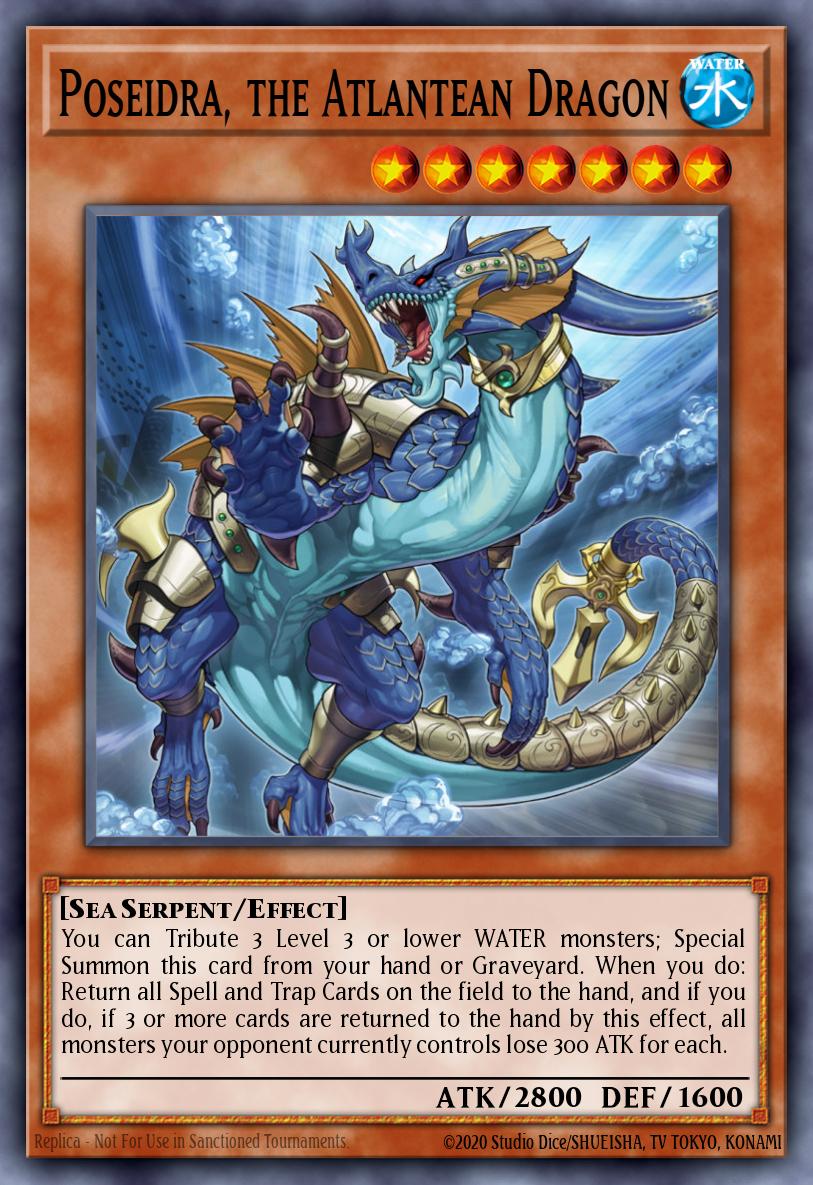 Poseidra, the Atlantean Dragon
WATER
水
[Sea Serpent/Effect]
You can Tribute 3 Level 3 or lower WATER monsters; Special
Summon this card from your hand or Graveyard. When you do:
Return all Spell and Trap Cards on the field to the hand, and if you
do, if 3 or more cards are returned to the hand by this effect, all
monsters your opponent currently controls lose 300 ATK for each.
ATK/2800 DEF/1600
Replica - Not For Use in Sanctioned Tournaments.
©2020 Studio Dice/SHUEISHA, TV TOKYO, KONAMI